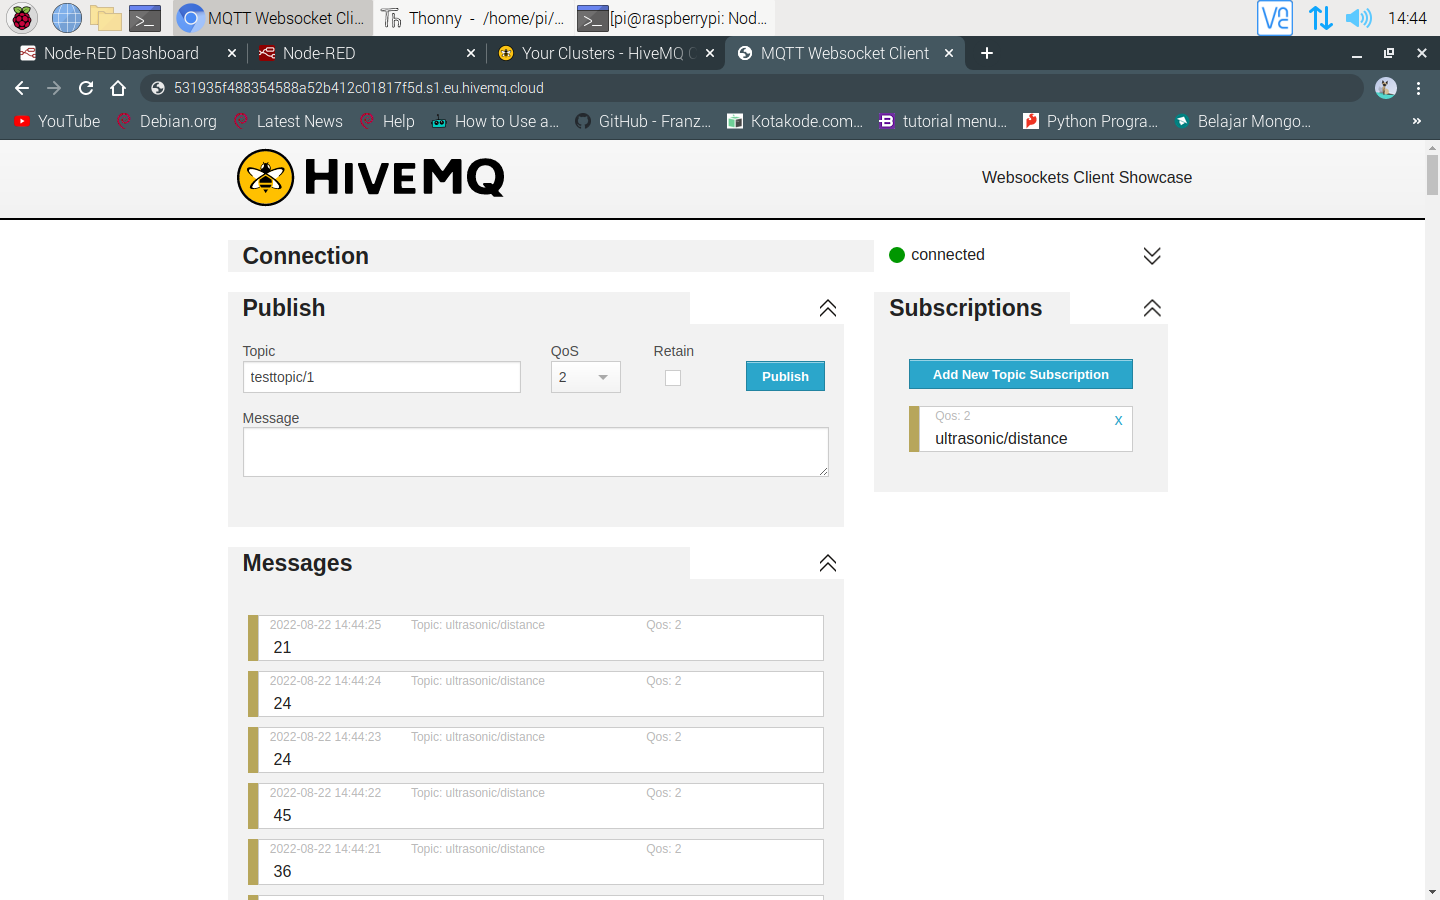 MQTT Websocket Cli...
Thonny - /home/pi/...
[pi@raspberrypi: Nod...
14:44
Node-RED Dashboard
Node-RED
Your Clusters - HiveMQ C
MQTT Websocket Client
531935f488354588a52b412c01817f5d.s1.eu.hivemq.cloud
YouTube
Debian.org
Latest News
Help
How to Use a...
GitHub - Franz...
Kotakode.com...
tutorial menu...
Python Progra...
Belajar Mongo...
»
HIVEMQ
Websockets Client Showcase
Connection
connected
Publish
Subscriptions
Topic
QoS
Retain
testtopic/1
2
Publish
Message
Add New Topic Subscription
Qos: 2
x
ultrasonic/distance
Messages
2022-08-22 14:44:25 Topic: ultrasonic/distance Qos: 2
21
2022-08-22 14:44:24 Topic: ultrasonic/distance Qos: 2
24
2022-08-22 14:44:23 Topic: ultrasonic/distance Qos: 2
24
2022-08-22 14:44:22 Topic: ultrasonic/distance Qos: 2
45
2022-08-22 14:44:21 Topic: ultrasonic/distance Qos: 2
36